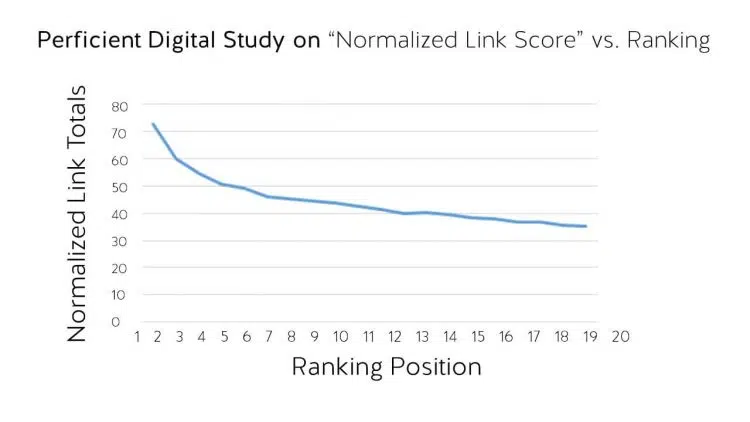 Perficient Digital Study on “Normalized Link Score” vs. Ranking
Normalized Link Totals
80
70
60
50
40
30
20
10
0
1 2 3 4 5 6 7 8 9 10 11 12 13 14 15 16 17 18 19 20
Ranking Position